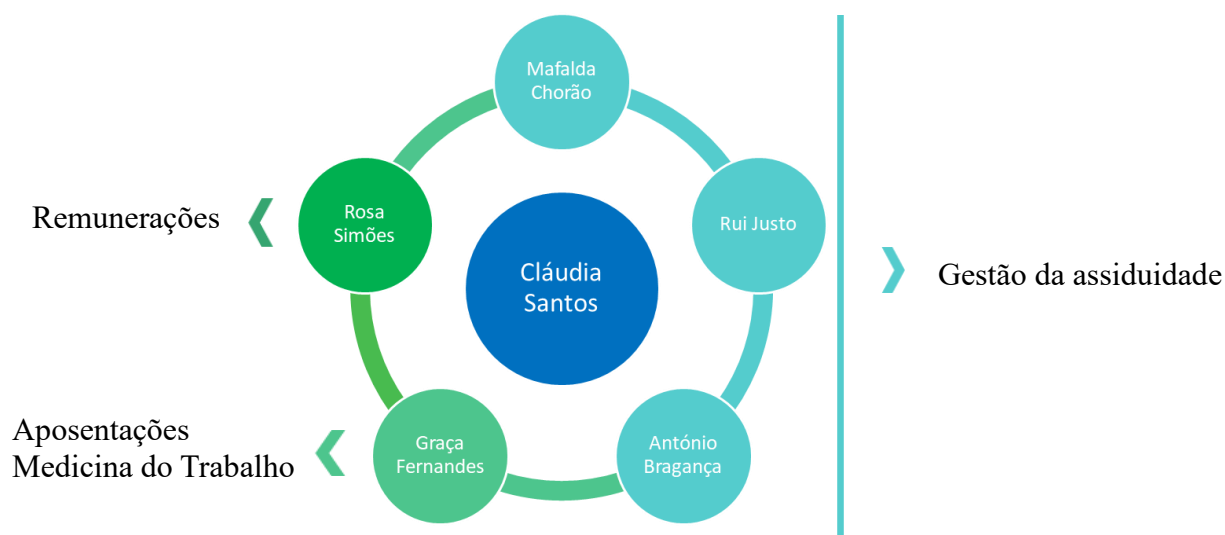 Mafalda
Chorão
Remunerações
Rosa
Simões
Rui Justo
Cláudia
Santos
Gestão da assiduidade
Aposentações
Medicina do Trabalho
Graça
Fernandes
António
Bragança